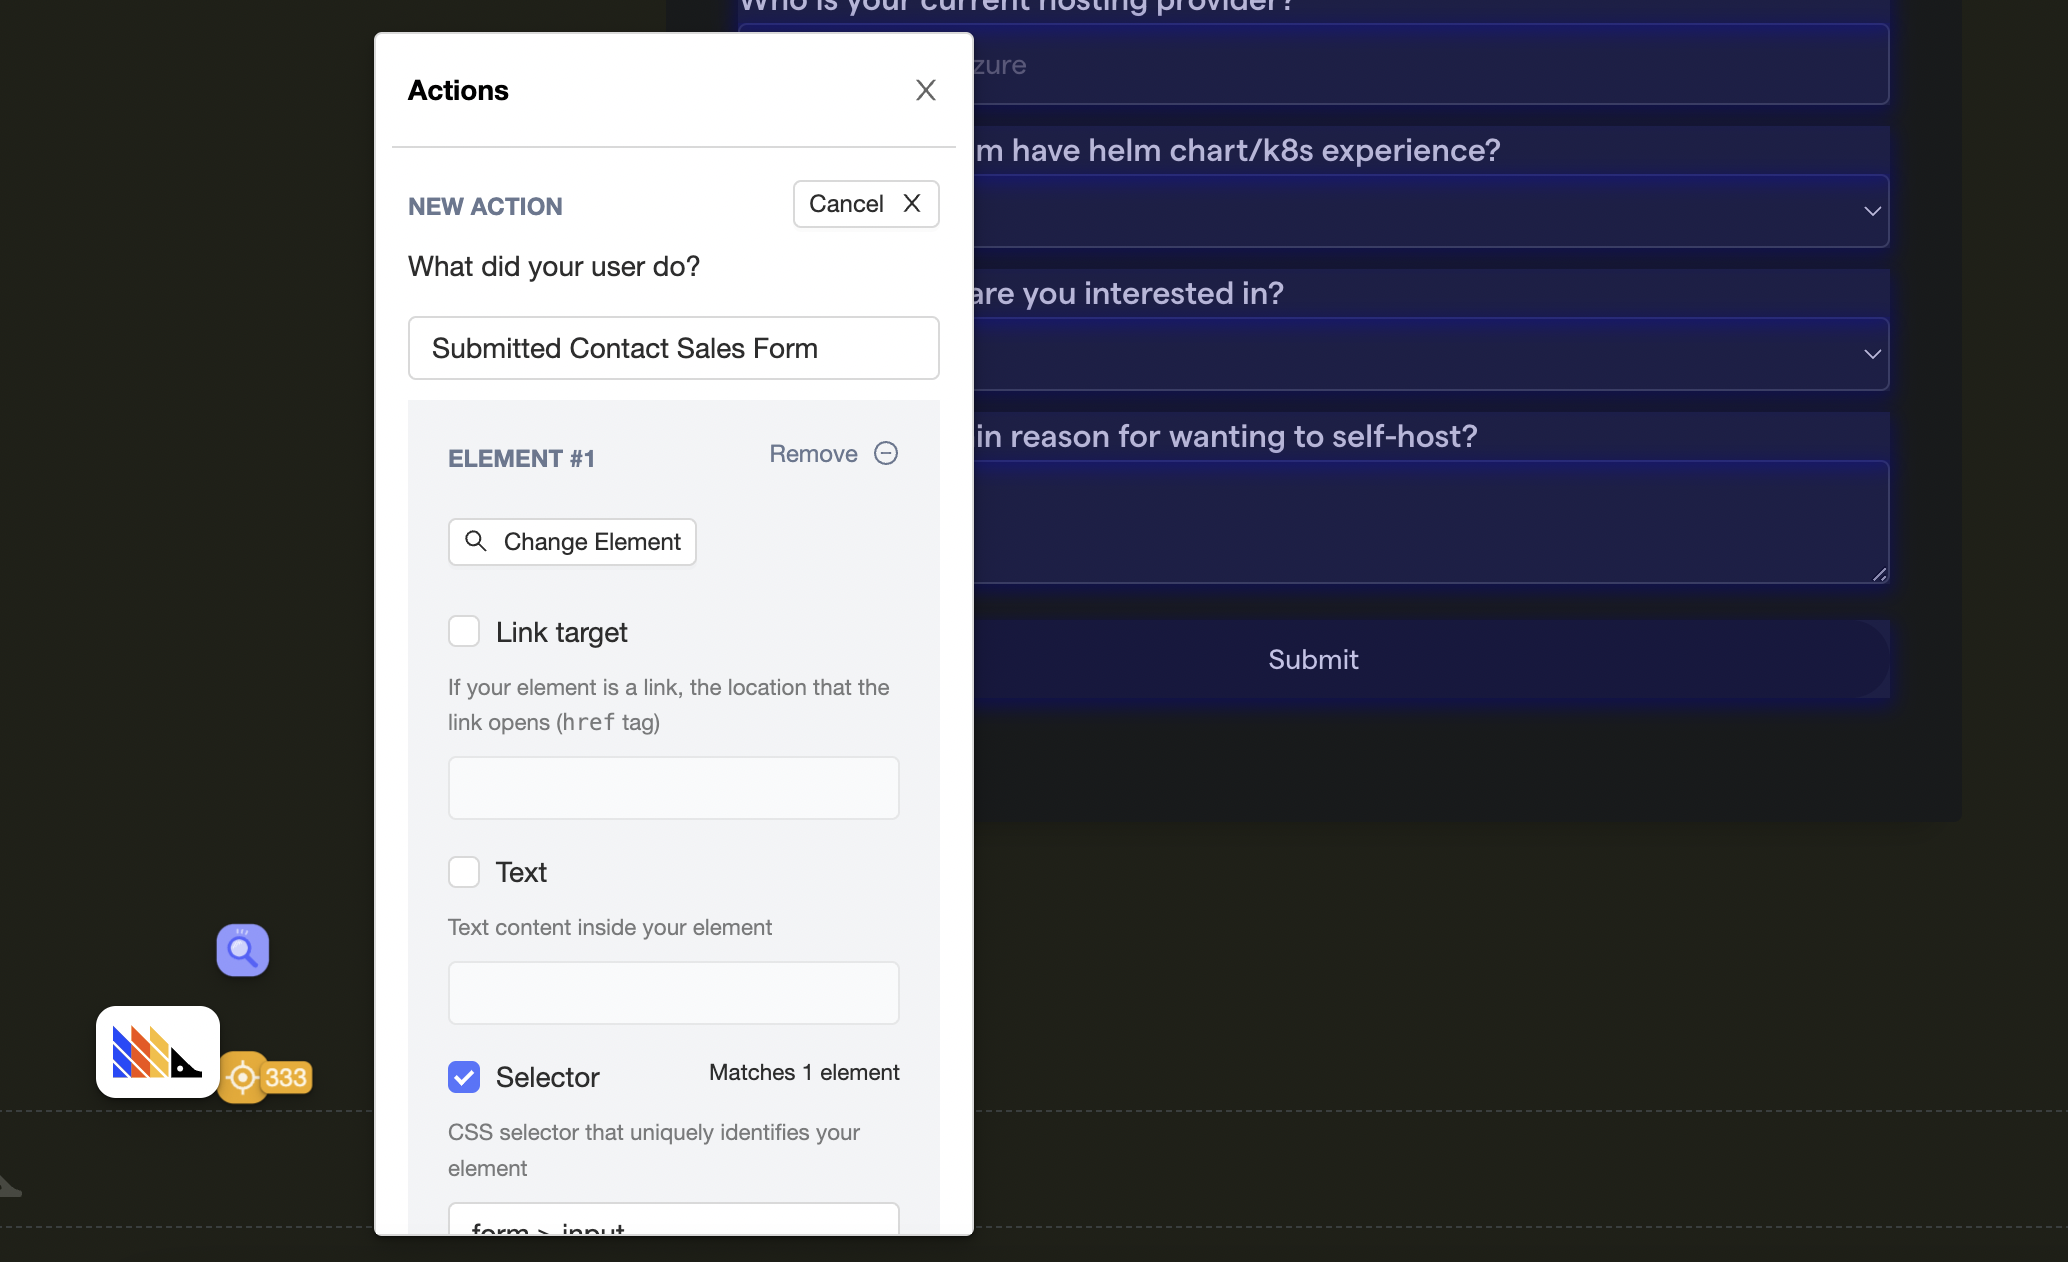 Who is your current hosting provider?
zure
m have helm chart/k8s experience?
are you interested in?
in reason for wanting to self-host?
Submit
Actions
NEW ACTION
Cancel X
What did your user do?
Submitted Contact Sales Form
ELEMENT #1
Remove
Change Element
Link target
If your element is a link, the location that the
link opens (href tag)
Text
Text content inside your element
Selector
Matches 1 element
CSS selector that uniquely identifies your
element
form > input
333